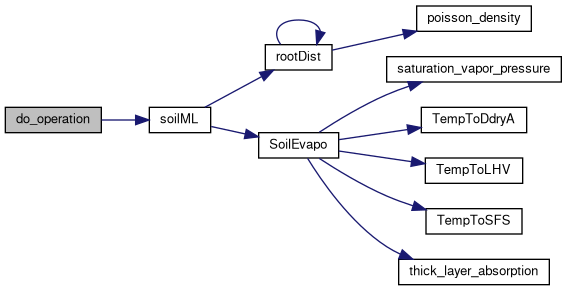 do_operation
soilML
rootDist
poisson_density
SoilEvapo
saturation_vapor_pressure
TempToDdryA
TempToLHV
TempToSFS
thick_layer_absorption